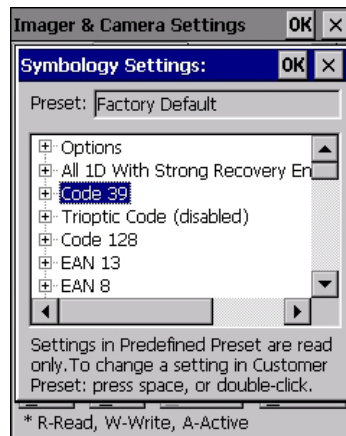 Imager & Camera Settings OK
Symbology Settings: OK
Preset: Factory Default
Options
All 1D With Strong Recovery En
Code 39
Trioptic Code (disabled)
Code 128
EAN 13
EAN 8
Settings in Predefined Preset are read
only.To change a setting in Customer
Preset: press space, or double-click.
* R-Read, W-Write, A-Active